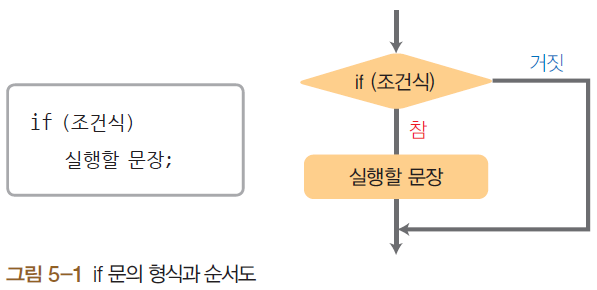 if (조건식)
실행할 문장;
if (조건식)
거짓
참
실행할 문장
그림 5-1 if 문의 형식과 순서도